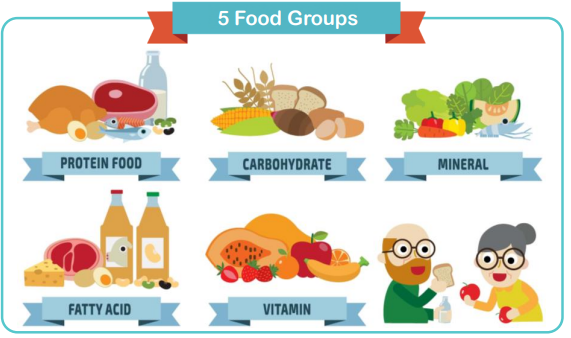 5 Food Groups
PROTEIN FOOD
CARBOHYDRATE
MINERAL
FATTY ACID
VITAMIN